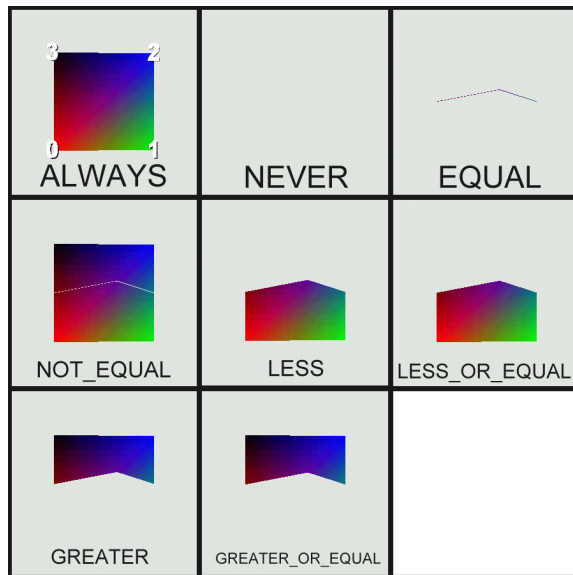 3 2
0 1
ALWAYS
NEVER
EQUAL
NOT_EQUAL
LESS
LESS_OR_EQUAL
GREATER
GREATER_OR_EQUAL